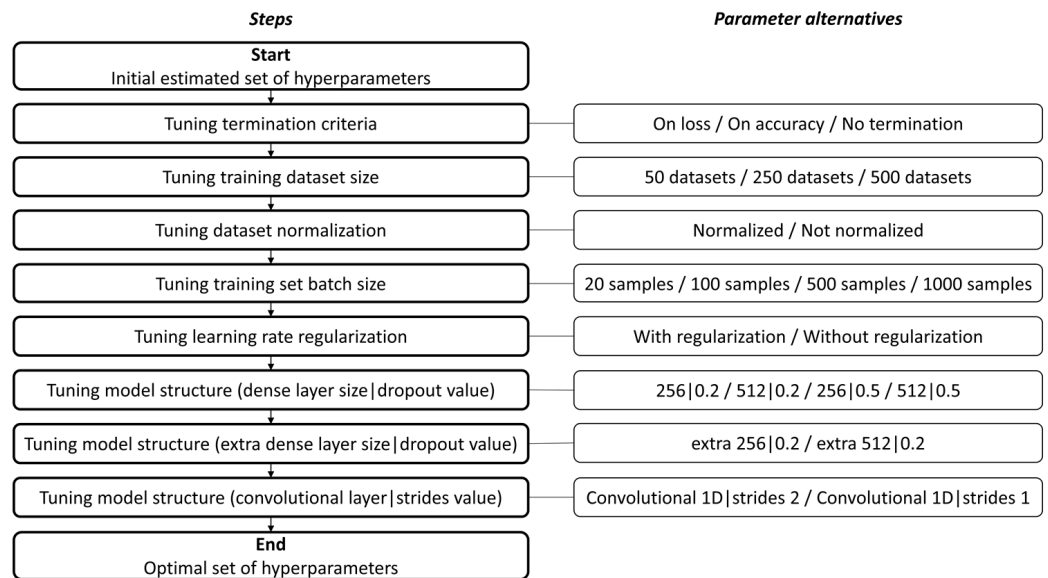 Steps
Parameter alternatives
Start
Initial estimated set of hyperparameters
Tuning termination criteria
On loss / On accuracy / No termination
Tuning training dataset size
50 datasets / 250 datasets / 500 datasets
Tuning dataset normalization
Normalized / Not normalized
Tuning training set batch size
20 samples / 100 samples / 500 samples / 1000 samples
Tuning learning rate regularization
With regularization / Without regularization
Tuning model structure (dense layer size|dropout value)
256|0.2 / 512|0.2 / 256|0.5 / 512|0.5
Tuning model structure (extra dense layer size|dropout value)
extra 256|0.2 / extra 512|0.2
Tuning model structure (convolutional layer|strides value)
Convolutional 1D|strides 2 / Convolutional 1D|strides 1
End
Optimal set of hyperparameters